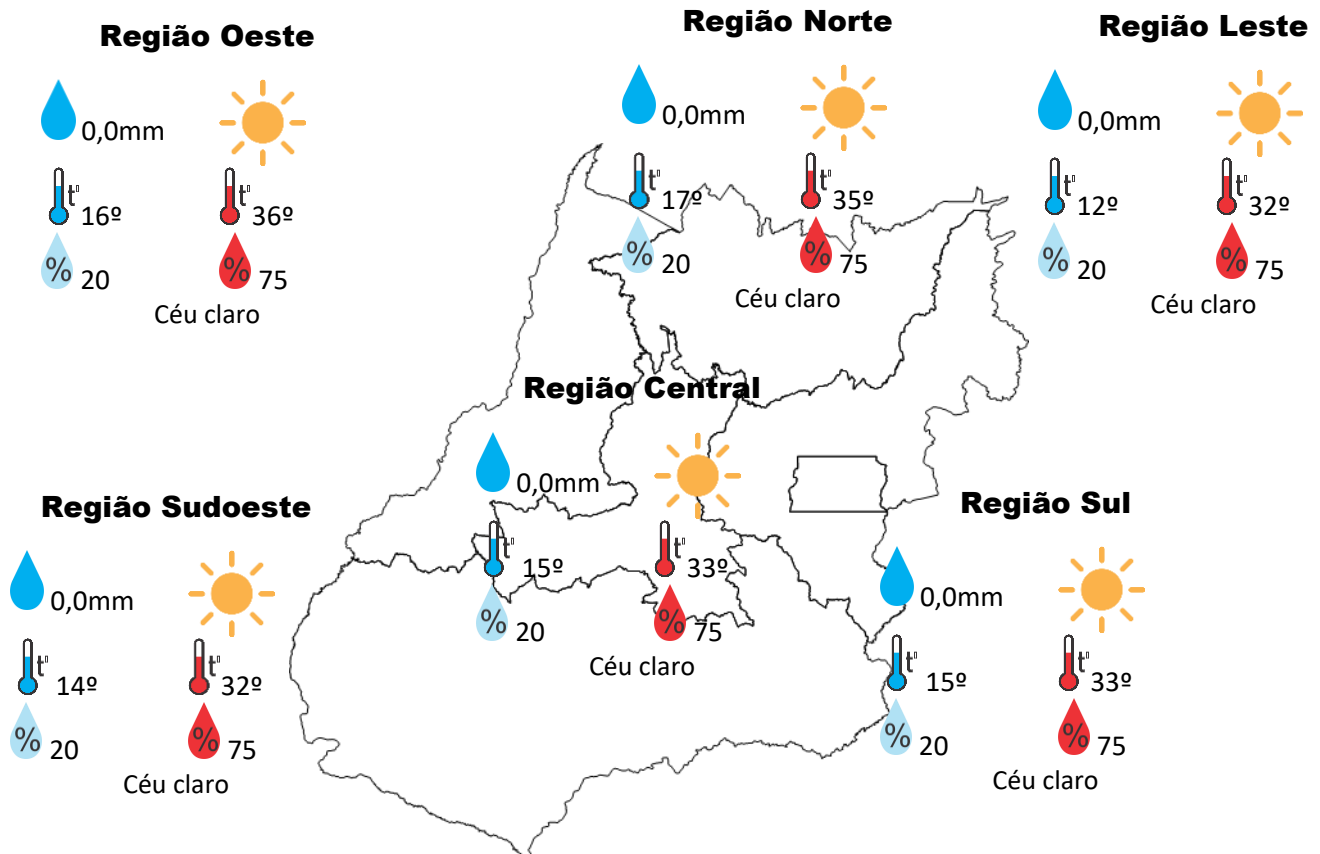 Região Oeste
0,0mm
t°
16º
36º
% 20
% 75
Céu claro
Região Norte
0,0mm
t°
17º
t°
35º
% 20
% 75
Céu claro
Região Leste
0,0mm
t°
12º
t°
32º
% 20
% 75
Céu claro
Região Central
0,0mm
t°
15º
t°
33º
% 20
% 75
Céu claro
Região Sudoeste
0,0mm
t°
14º
t°
32º
% 20
% 75
Céu claro
Região Sul
0,0mm
t°
15º
t°
33º
% 20
% 75
Céu claro